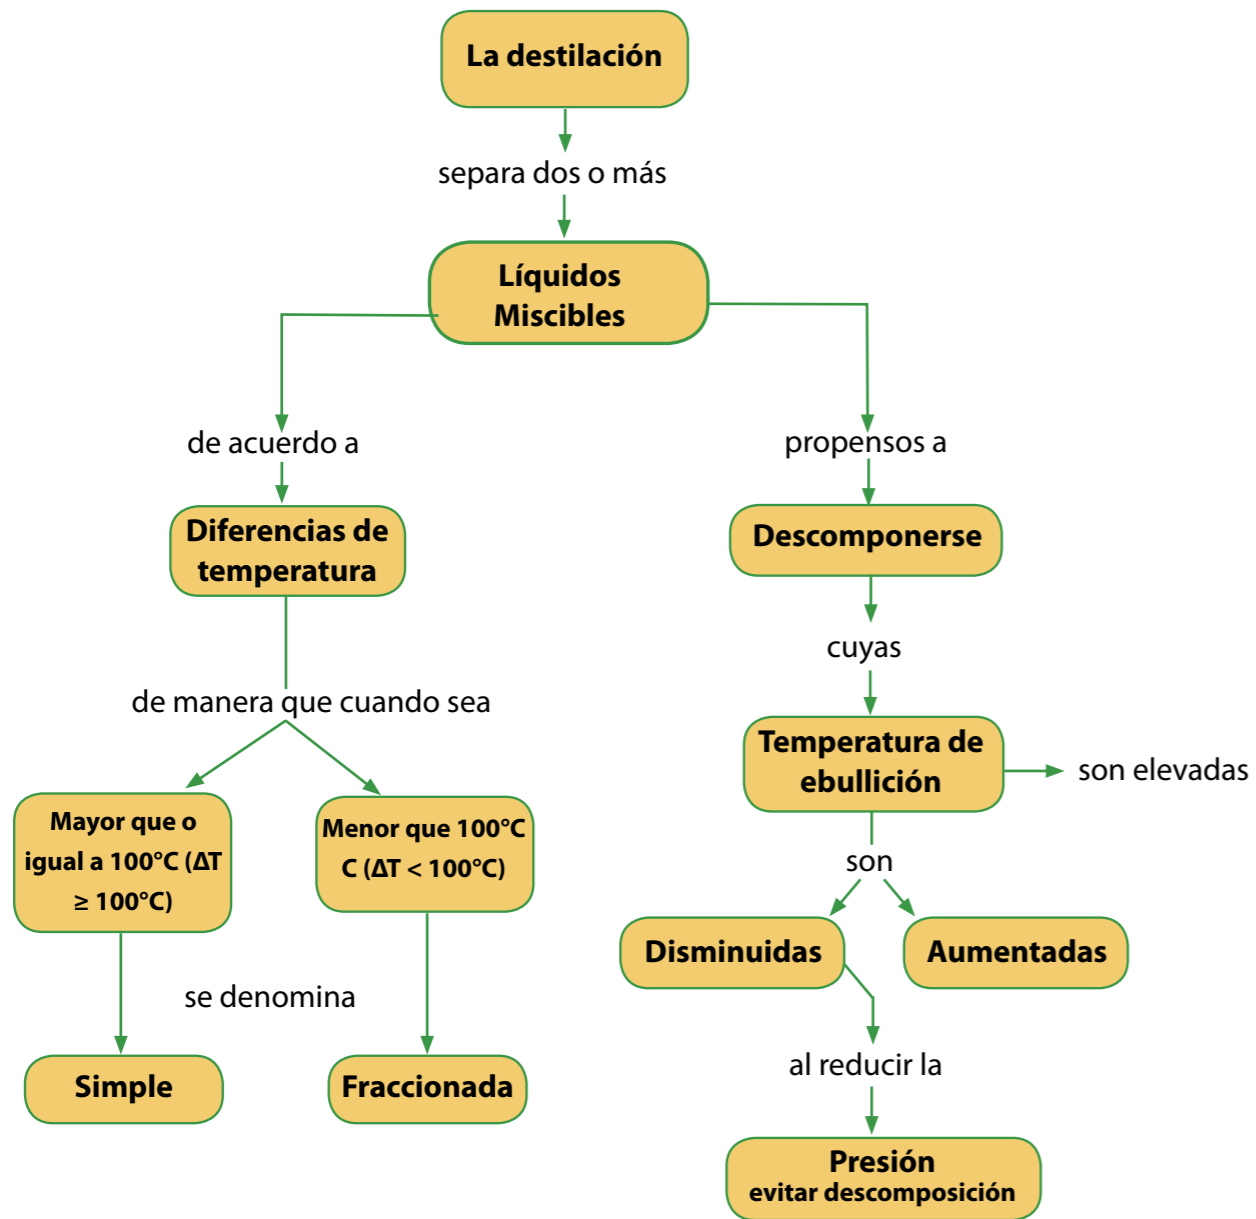 La destilación
separa dos o más
Líquidos
Miscibles
de acuerdo a
Diferencias de
temperatura
de manera que cuando sea
Mayor que o
igual a 100°C (ΔT
≥ 100°C)
Menor que 100°C
C (ΔT < 100°C)
se denomina
Simple
Fraccionada
propensos a
Descomponerse
cuyas
Temperatura de
ebullición
son elevadas
son
Disminuidas
Aumentadas
al reducir la
Presión
evitar descomposición